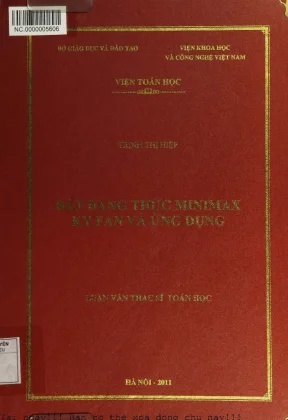 NC.0000005606
BỘ GIÁO DỤC VÀ ĐÀO TẠO
VIỆN KHOA HỌC
VÀ CÔNG NGHỆ VIỆT NAM
VIỆN TOÁN HỌC
TRỊNH THỊ HIỆP
BẤT ĐẲNG THỨC MINIMAX
KY FAN VÀ ỨNG DỤNG
LUẬN VĂN THẠC SĨ TOÁN HỌC
HÀ NỘI - 2011